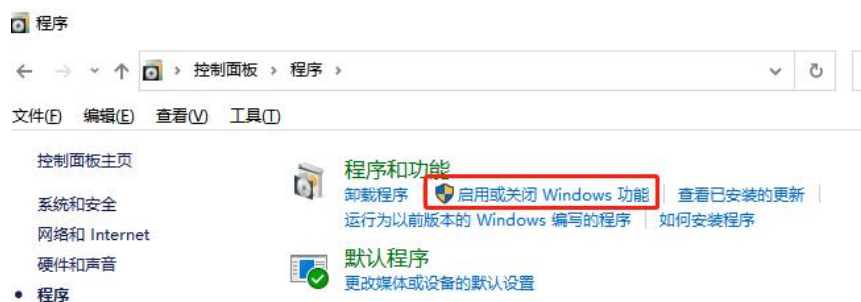 程序
控制面板 › 程序 ›
文件(F) 编辑(E) 查看(V) 工具(T)
控制面板主页
系统和安全
网络和 Internet
硬件和声音
程序
程序和功能
卸载程序 启用或关闭 Windows 功能 查看已安装的更新
运行为以前版本的 Windows 编写的程序 如何安装程序
默认程序
更改媒体或设备的默认设置